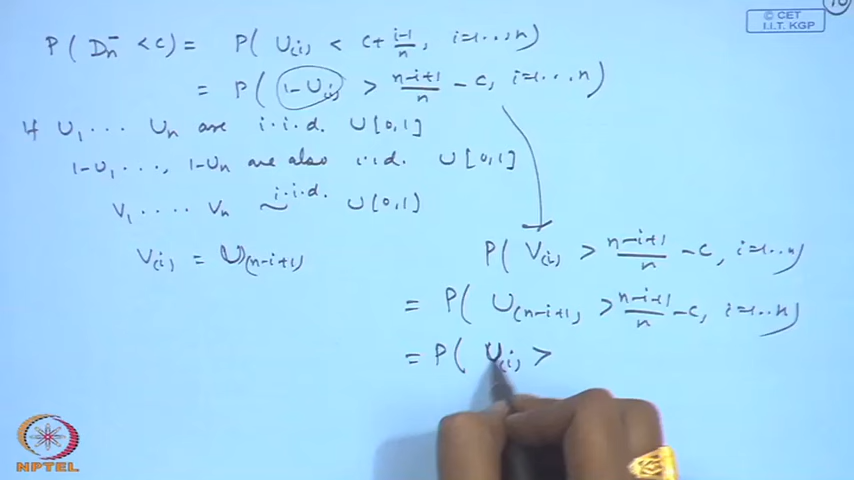 © CET
I.I.T. KGP
P( Dn⁻ < c) = P( U(i) < c + (i-1)/n , i=1..,n)
= P( 1-U(i) > (n-i+1)/n - c, i=1...,n)
If U₁ ... Un are i.i.d. U[0,1]
1-U₁ ..., 1-Un are also i.i.d. U[0,1]
V₁ .... Vn ~ i.i.d. U[0,1]
V(i) = U(n-i+1)
P( V(i) > (n-i+1)/n - c, i=1..n)
= P( U(n-i+1) > (n-i+1)/n - c, i=1..n)
= P( U(i) >
NPTEL